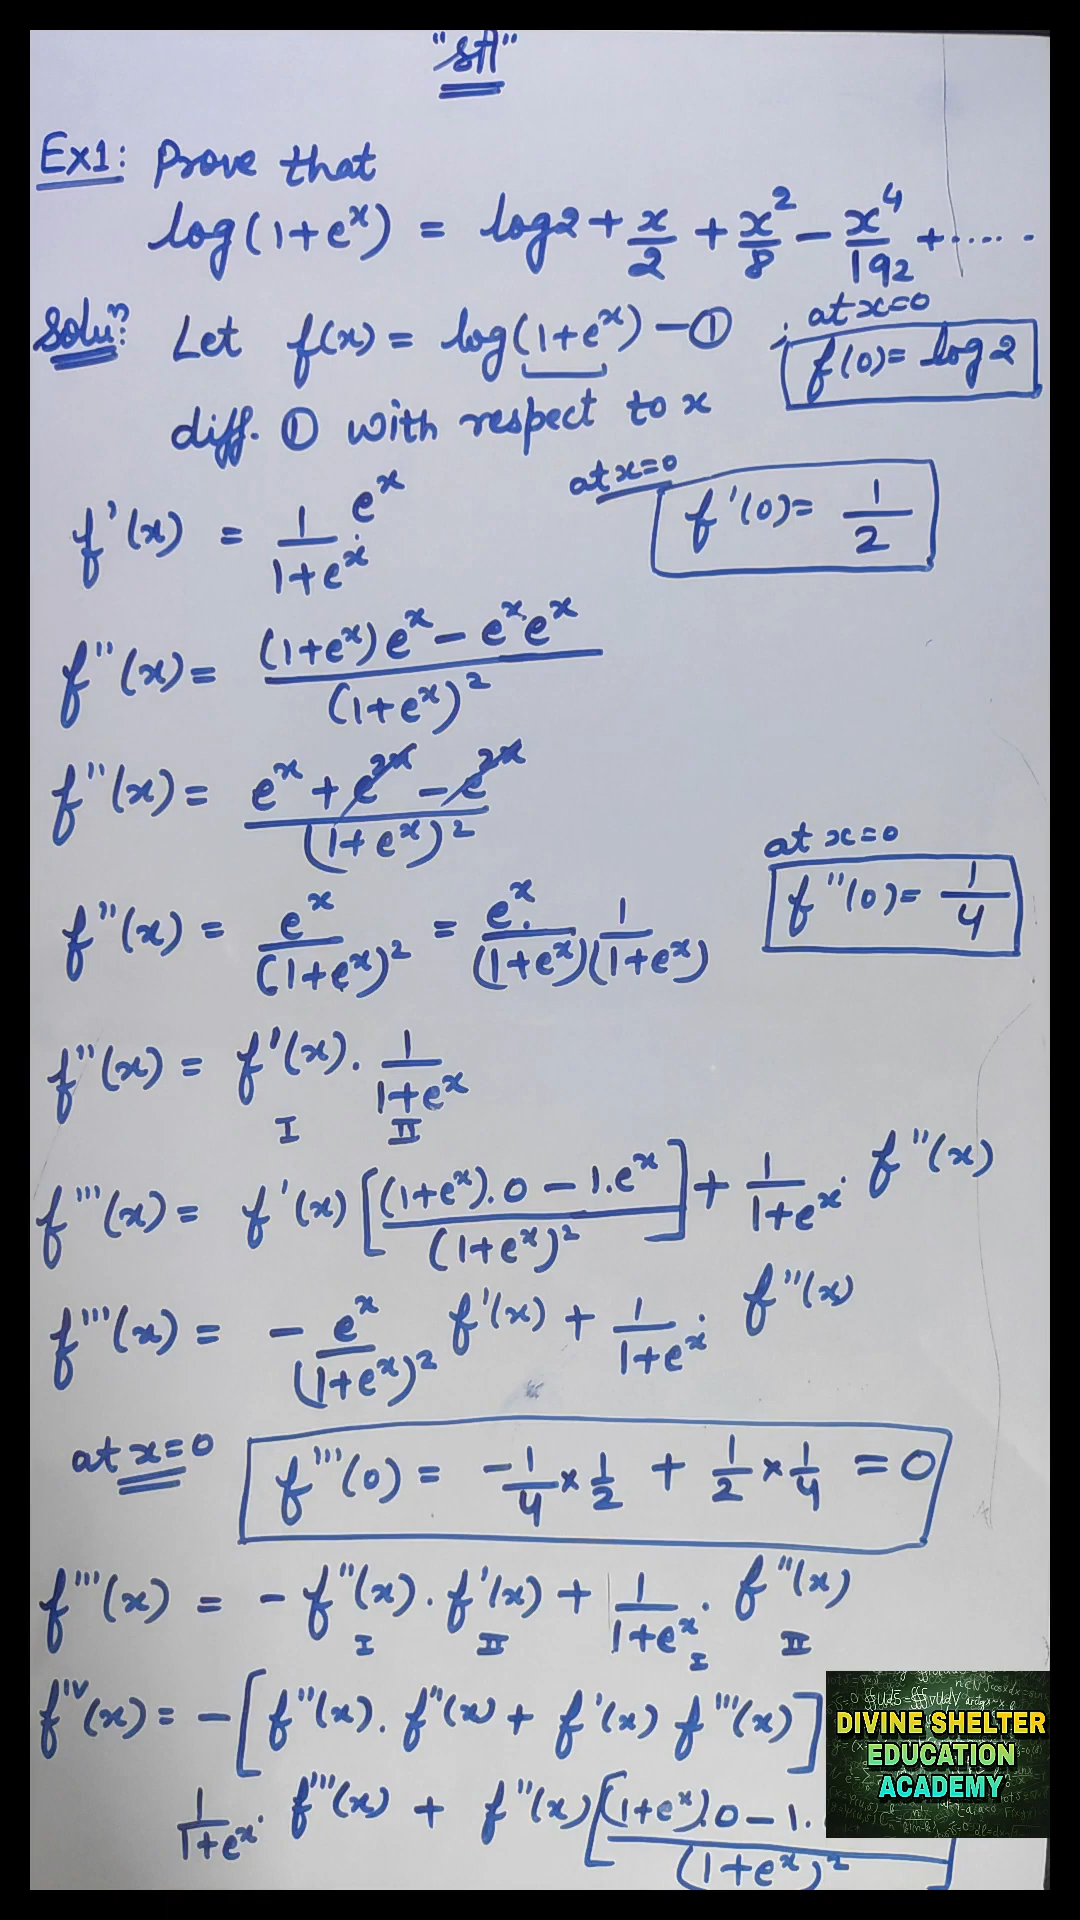 "श्री"
Ex1: Prove that
log(1+e^x) = log2 + x/2 + x²/8 − x⁴/192 + ......
Soluⁿ: Let f(x) = log(1+e^x) — ① ; at x=0 f(0) = log 2
diff. ① with respect to x
f'(x) = 1/(1+e^x) . e^x at x=0 f'(0) = 1/2
f''(x) = ((1+e^x) e^x − e^x. e^x)/(1+e^x)²
f''(x) = (e^x + e^2x − e^2x)/(1+e^x)²
f''(x) = e^x/(1+e^x)² = e^x/(1+e^x) . 1/(1+e^x) at x=0 f''(0) = 1/4
f''(x) = f'(x) . 1/(1+e^x)
I II
f'''(x) = f'(x) [((1+e^x).0 − 1.e^x)/(1+e^x)²] + 1/(1+e^x) . f''(x)
f'''(x) = − e^x/(1+e^x)² f'(x) + 1/(1+e^x) . f''(x)
at x=0 f'''(0) = −1/4 × 1/2 + 1/2 × 1/4 = 0
f'''(x) = − f''(x) . f'(x) + 1/(1+e^x) . f''(x)
I II I II
f^IV(x) = −[f''(x). f''(x) + f'(x) f'''(x)]
1/(1+e^x) . f'''(x) + f''(x) [((1+e^x).0 − 1.)/(1+e^x)²]
DIVINE SHELTER
EDUCATION
ACADEMY